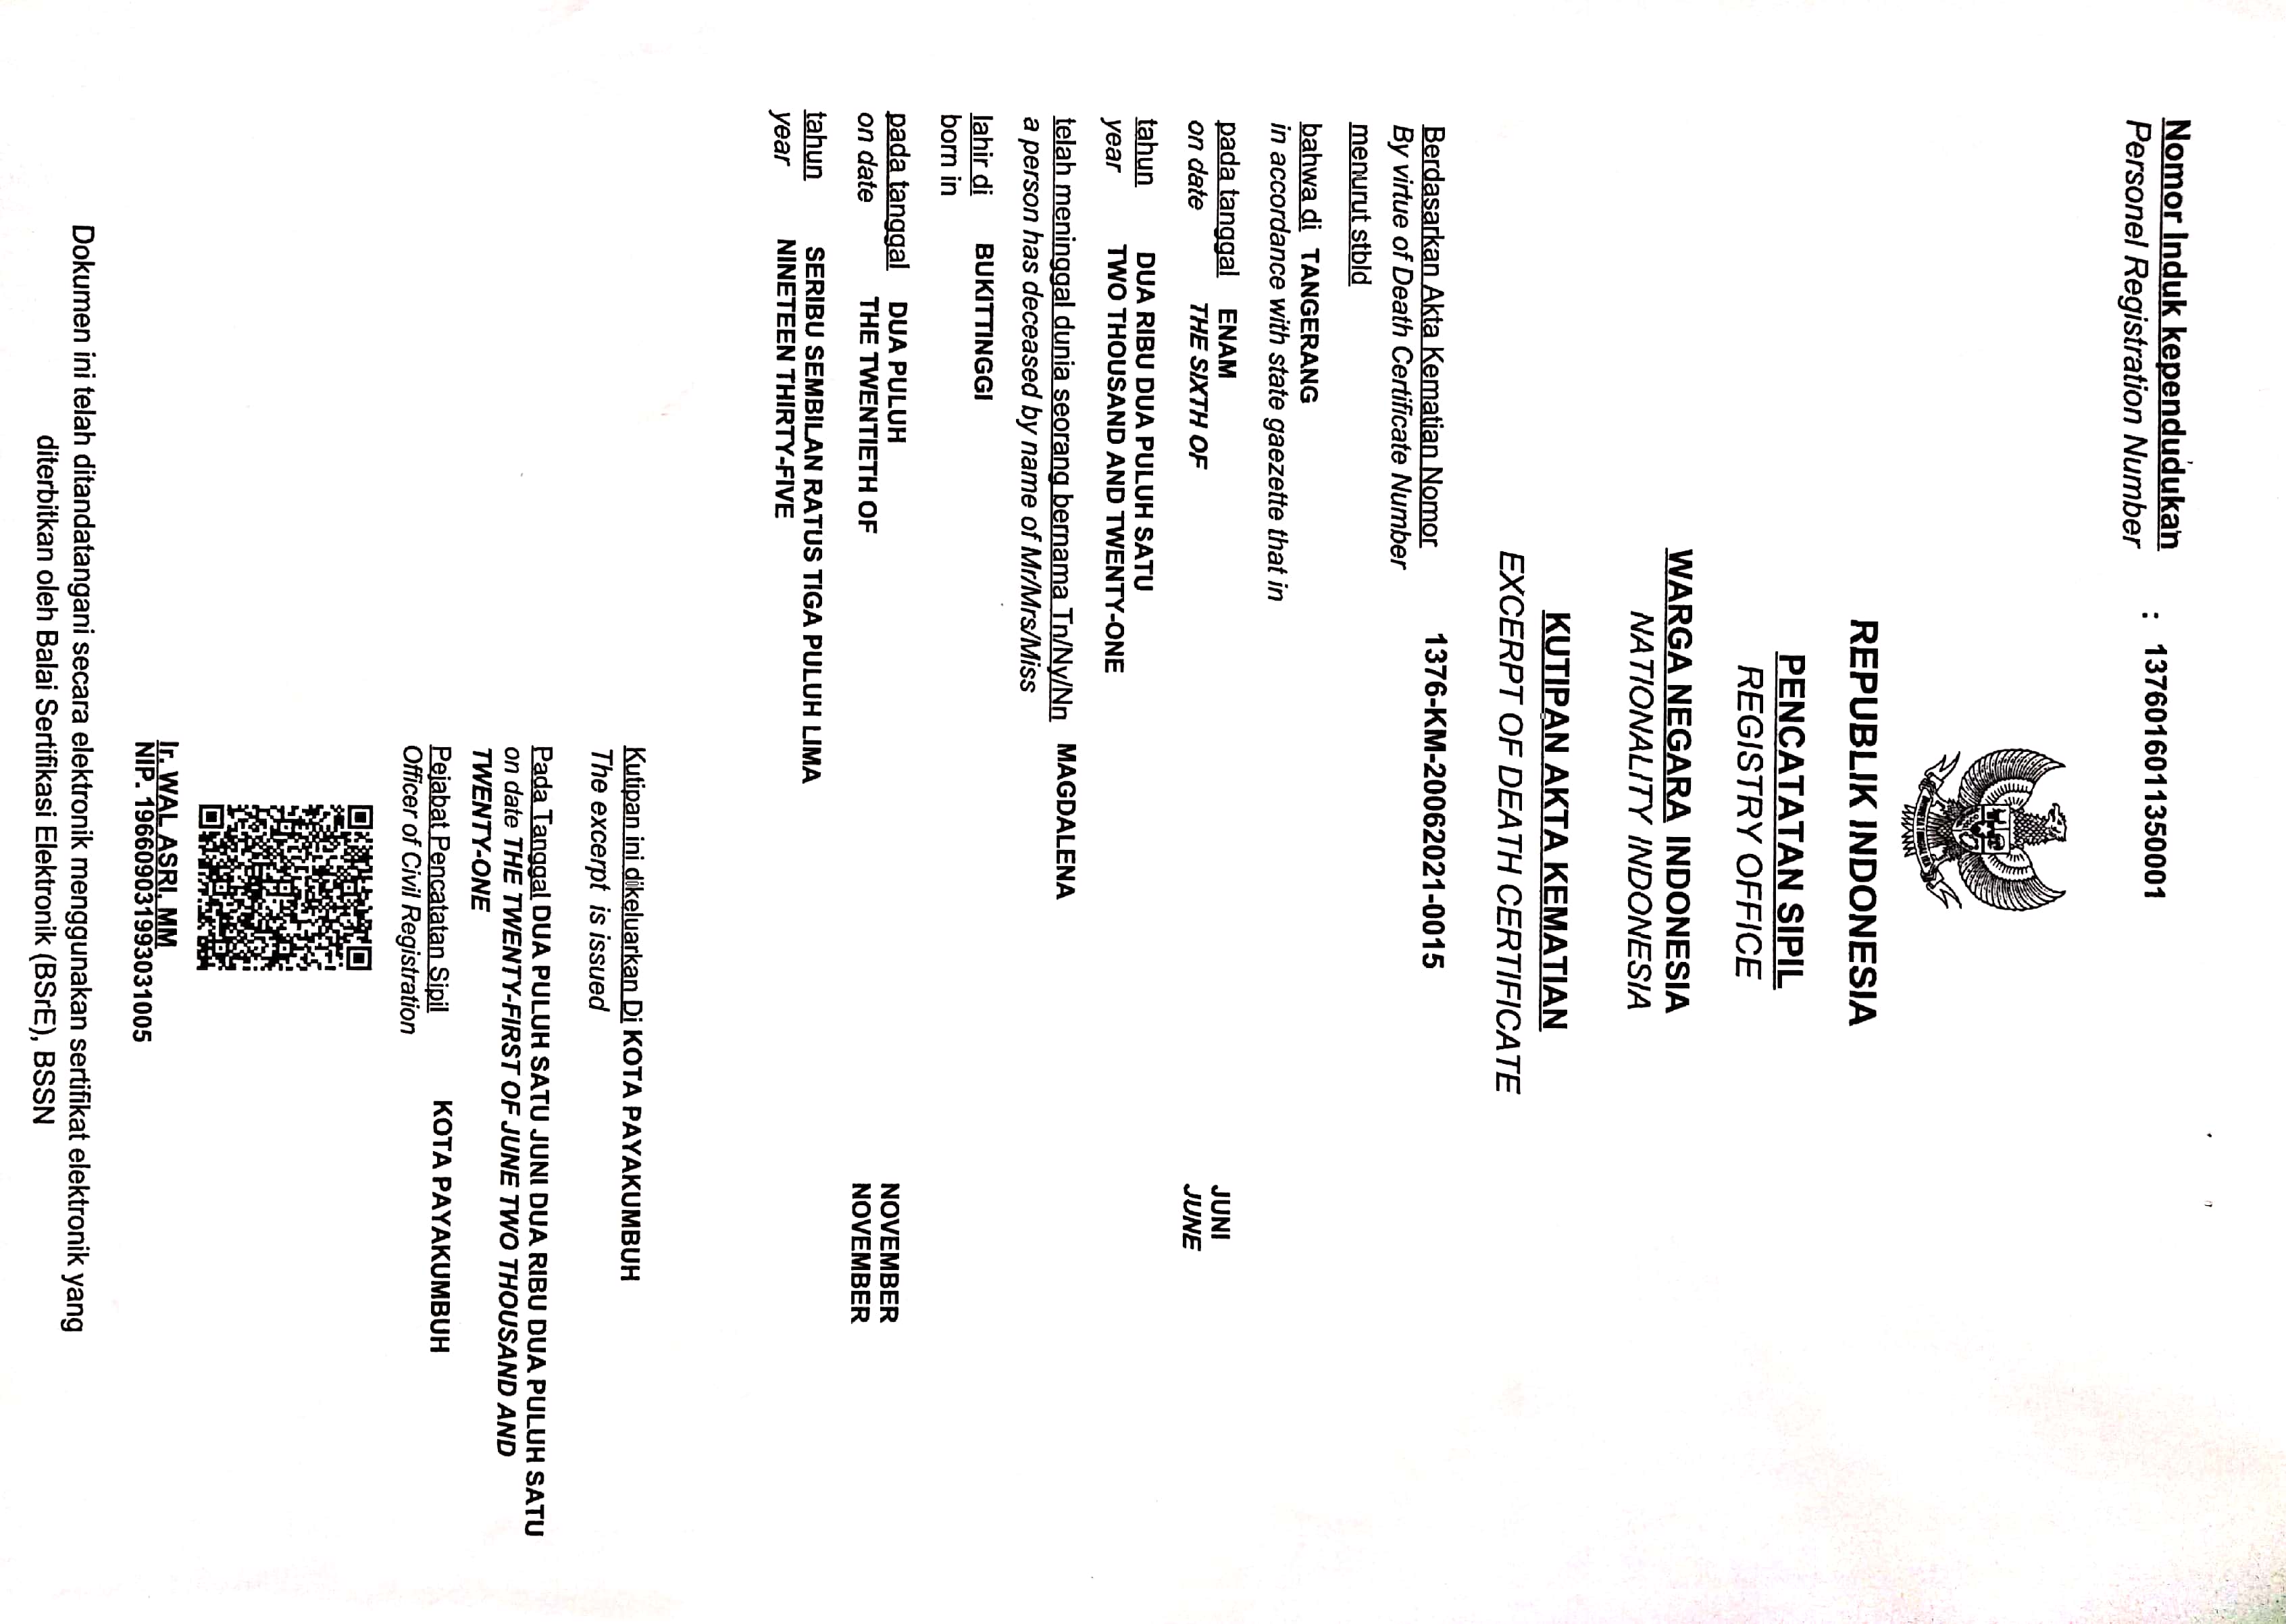 Nomor Induk kependudukan : 1376016011350001
Personel Registration Number
REPUBLIK INDONESIA
PENCATATAN SIPIL
REGISTRY OFFICE
WARGA NEGARA INDONESIA
NATIONALITY INDONESIA
KUTIPAN AKTA KEMATIAN
EXCERPT OF DEATH CERTIFICATE
Berdasarkan Akta Kematian Nomor 1376-KM-20062021-0015
By virtue of Death Certificate Number
menurut stbld
bahwa di TANGERANG
in accordance with state gaezette that in
pada tanggal ENAM JUNI
on date THE SIXTH OF JUNE
tahun DUA RIBU DUA PULUH SATU
year TWO THOUSAND AND TWENTY-ONE
telah meninggal dunia seorang bernama Tn/Ny/Nn MAGDALENA
a person has deceased by name of Mr/Mrs/Miss
lahir di BUKITTINGGI
born in
pada tanggal DUA PULUH NOVEMBER
on date THE TWENTIETH OF NOVEMBER
tahun SERIBU SEMBILAN RATUS TIGA PULUH LIMA
year NINETEEN THIRTY-FIVE
Kutipan ini dikeluarkan Di KOTA PAYAKUMBUH
The excerpt is issued
Pada Tanggal DUA PULUH SATU JUNI DUA RIBU DUA PULUH SATU
on date THE TWENTY-FIRST OF JUNE TWO THOUSAND AND
TWENTY-ONE
Pejabat Pencatatan Sipil KOTA PAYAKUMBUH
Officer of Civil Registration
Ir. WAL ASRI, MM
NIP. 196609031993031005
Dokumen ini telah ditandatangani secara elektronik menggunakan sertifikat elektronik yang
diterbitkan oleh Balai Sertifikasi Elektronik (BSrE), BSSN